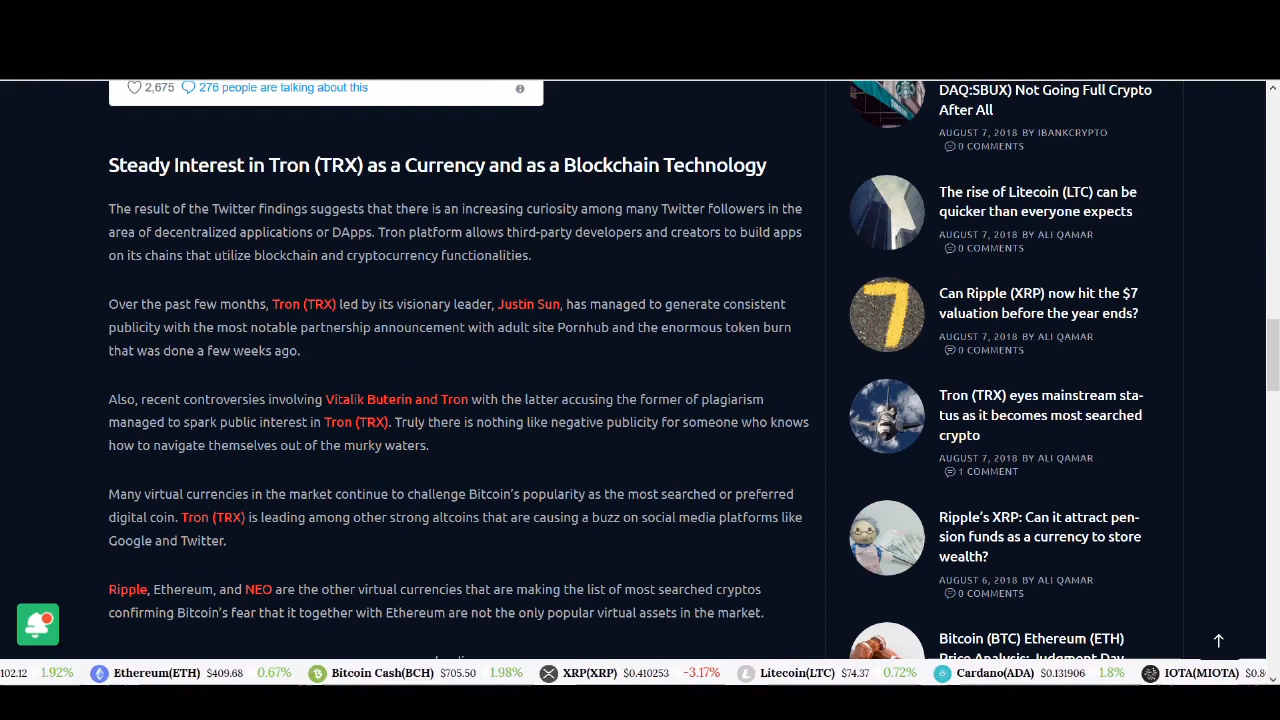 2,675 276 people are talking about this
Steady Interest in Tron (TRX) as a Currency and as a Blockchain Technology
The result of the Twitter findings suggests that there is an increasing curiosity among many Twitter followers in the
area of decentralized applications or DApps. Tron platform allows third-party developers and creators to build apps
on its chains that utilize blockchain and cryptocurrency functionalities.
Over the past few months, Tron (TRX) led by its visionary leader, Justin Sun, has managed to generate consistent
publicity with the most notable partnership announcement with adult site Pornhub and the enormous token burn
that was done a few weeks ago.
Also, recent controversies involving Vitalik Buterin and Tron with the latter accusing the former of plagiarism
managed to spark public interest in Tron (TRX). Truly there is nothing like negative publicity for someone who knows
how to navigate themselves out of the murky waters.
Many virtual currencies in the market continue to challenge Bitcoin's popularity as the most searched or preferred
digital coin. Tron (TRX) is leading among other strong altcoins that are causing a buzz on social media platforms like
Google and Twitter.
Ripple, Ethereum, and NEO are the other virtual currencies that are making the list of most searched cryptos
confirming Bitcoin's fear that it together with Ethereum are not the only popular virtual assets in the market.
DAQ:SBUX) Not Going Full Crypto
After All
AUGUST 7, 2018 BY IBANKCRYPTO
0 COMMENTS
The rise of Litecoin (LTC) can be
quicker than everyone expects
AUGUST 7, 2018 BY ALI QAMAR
0 COMMENTS
Can Ripple (XRP) now hit the $7
valuation before the year ends?
AUGUST 7, 2018 BY ALI QAMAR
0 COMMENTS
Tron (TRX) eyes mainstream sta-
tus as it becomes most searched
crypto
AUGUST 7, 2018 BY ALI QAMAR
1 COMMENT
Ripple's XRP: Can it attract pen-
sion funds as a currency to store
wealth?
AUGUST 6, 2018 BY ALI QAMAR
0 COMMENTS
Bitcoin (BTC) Ethereum (ETH)
Price Analysis: Judgment Day
102.12 1.92% Ethereum(ETH) $409.68 0.67% Bitcoin Cash(BCH) $705.50 1.98% XRP(XRP) $0.410253 -3.17% Litecoin(LTC) $74.37 0.72% Cardano(ADA) $0.131906 1.8% IOTA(MIOTA) $0.8